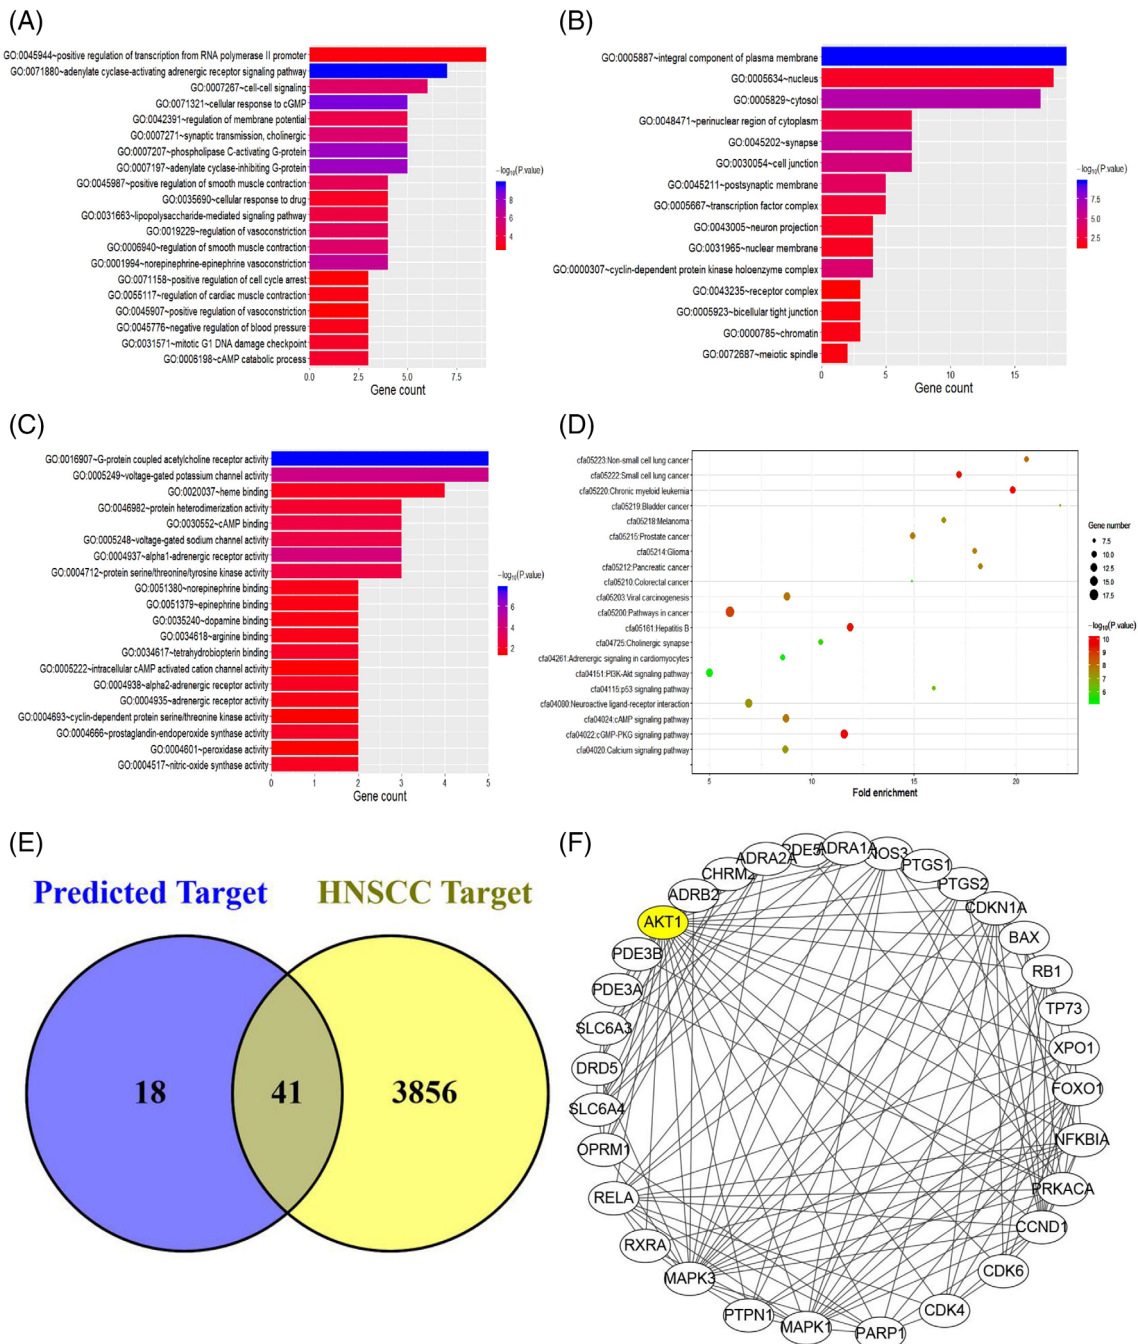 (A)
GO:0045944~positive regulation of transcription from RNA polymerase II promoter
GO:0071880~adenylate cyclase-activating adrenergic receptor signaling pathway
GO:0007267~cell-cell signaling
GO:0071321~cellular response to cGMP
GO:0042391~regulation of membrane potential
GO:0007271~synaptic transmission, cholinergic
GO:0007207~phospholipase C-activating G-protein
GO:0007197~adenylate cyclase-inhibiting G-protein
GO:0045987~positive regulation of smooth muscle contraction
GO:0035690~cellular response to drug
GO:0031663~lipopolysaccharide-mediated signaling pathway
GO:0019229~regulation of vasoconstriction
GO:0006940~regulation of smooth muscle contraction
GO:0001994~norepinephrine-epinephrine vasoconstriction
GO:0071158~positive regulation of cell cycle arrest
GO:0055117~regulation of cardiac muscle contraction
GO:0045907~positive regulation of vasoconstriction
GO:0045776~negative regulation of blood pressure
GO:0031571~mitotic G1 DNA damage checkpoint
GO:0006198~cAMP catabolic process
0.0 2.5 5.0 7.5
Gene count
−log10(P.value)
8
6
4
(B)
GO:0005887~integral component of plasma membrane
GO:0005634~nucleus
GO:0005829~cytosol
GO:0048471~perinuclear region of cytoplasm
GO:0045202~synapse
GO:0030054~cell junction
GO:0045211~postsynaptic membrane
GO:0005667~transcription factor complex
GO:0043005~neuron projection
GO:0031965~nuclear membrane
GO:0000307~cyclin-dependent protein kinase holoenzyme complex
GO:0043235~receptor complex
GO:0005923~bicellular tight junction
GO:0000785~chromatin
GO:0072687~meiotic spindle
0 5 10 15
Gene count
−log10(P.value)
7.5
5.0
2.5
(C)
GO:0016907~G-protein coupled acetylcholine receptor activity
GO:0005249~voltage-gated potassium channel activity
GO:0020037~heme binding
GO:0046982~protein heterodimerization activity
GO:0030552~cAMP binding
GO:0005248~voltage-gated sodium channel activity
GO:0004937~alpha1-adrenergic receptor activity
GO:0004712~protein serine/threonine/tyrosine kinase activity
GO:0051380~norepinephrine binding
GO:0051379~epinephrine binding
GO:0035240~dopamine binding
GO:0034618~arginine binding
GO:0034617~tetrahydrobiopterin binding
GO:0005222~intracellular cAMP activated cation channel activity
GO:0004938~alpha2-adrenergic receptor activity
GO:0004935~adrenergic receptor activity
GO:0004693~cyclin-dependent protein serine/threonine kinase activity
GO:0004666~prostaglandin-endoperoxide synthase activity
GO:0004601~peroxidase activity
GO:0004517~nitric-oxide synthase activity
0 1 2 3 4 5
Gene count
−log10(P.value)
6
4
2
(D)
cfa05223:Non-small cell lung cancer
cfa05222:Small cell lung cancer
cfa05220:Chronic myeloid leukemia
cfa05219:Bladder cancer
cfa05218:Melanoma
cfa05215:Prostate cancer
cfa05214:Glioma
cfa05212:Pancreatic cancer
cfa05210:Colorectal cancer
cfa05203:Viral carcinogenesis
cfa05200:Pathways in cancer
cfa05161:Hepatitis B
cfa04725:Cholinergic synapse
cfa04261:Adrenergic signaling in cardiomyocytes
cfa04151:PI3K-Akt signaling pathway
cfa04115:p53 signaling pathway
cfa04080:Neuroactive ligand-receptor interaction
cfa04024:cAMP signaling pathway
cfa04022:cGMP-PKG signaling pathway
cfa04020:Calcium signaling pathway
5 10 15 20
Fold enrichment
Gene number
7.5
10.0
12.5
15.0
17.5
−log10(P.value)
10
9
8
7
6
(E)
Predicted Target
HNSCC Target
18
41
3856
(F)
AKT1
ADRB2
CHRM2
ADRA2A
PDE5
ADRA1A
NOS3
PTGS1
PTGS2
CDKN1A
BAX
RB1
TP73
XPO1
FOXO1
NFKBIA
PRKACA
CCND1
CDK6
CDK4
PARP1
MAPK1
PTPN1
MAPK3
RXRA
RELA
OPRM1
SLC6A4
DRD5
SLC6A3
PDE3A
PDE3B